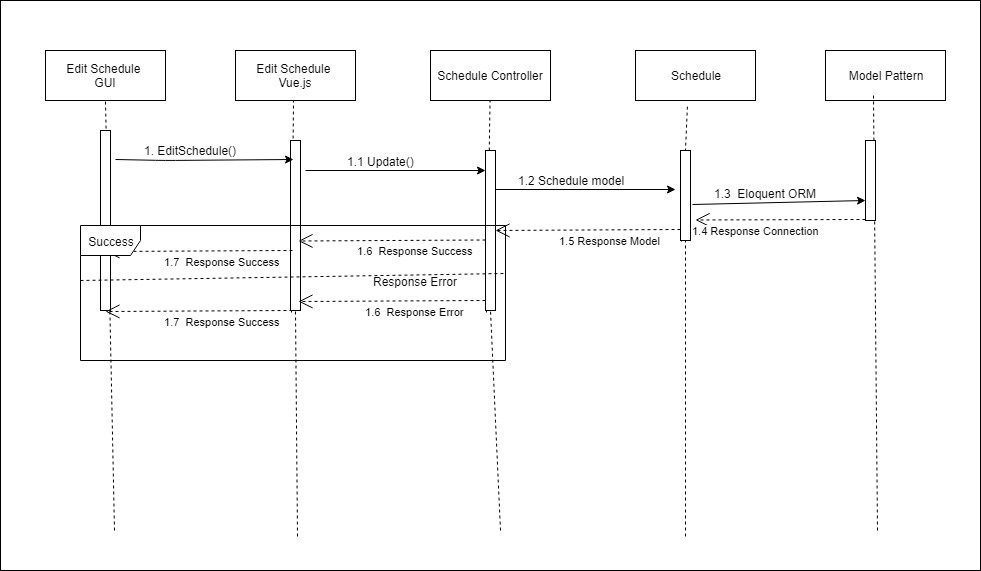 Edit Schedule
GUI
Edit Schedule
Vue.js
Schedule Controller
Schedule
Model Pattern
1. EditSchedule()
1.1 Update()
1.2 Schedule model
1.3 Eloquent ORM
1.4 Response Connection
1.5 Response Model
Success
1.6 Response Success
1.7 Response Success
Response Error
1.6 Response Error
1.7 Response Success